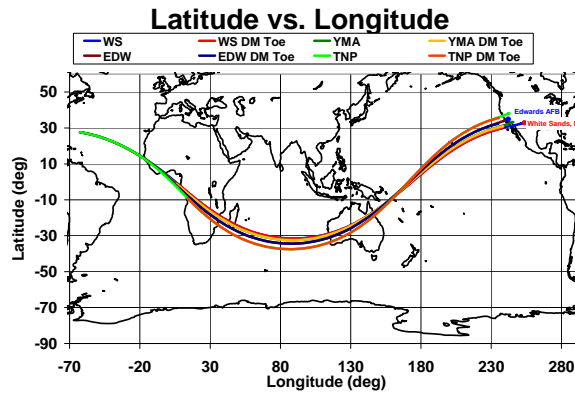 Latitude vs. Longitude
WS WS DM Toe YMA YMA DM Toe
EDW EDW DM Toe TNP TNP DM Toe
50
30
10
-10
-30
-50
-70
-90
Latitude (deg)
Edwards AFB
White Sands,
-70 -20 30 80 130 180 230 280
Longitude (deg)